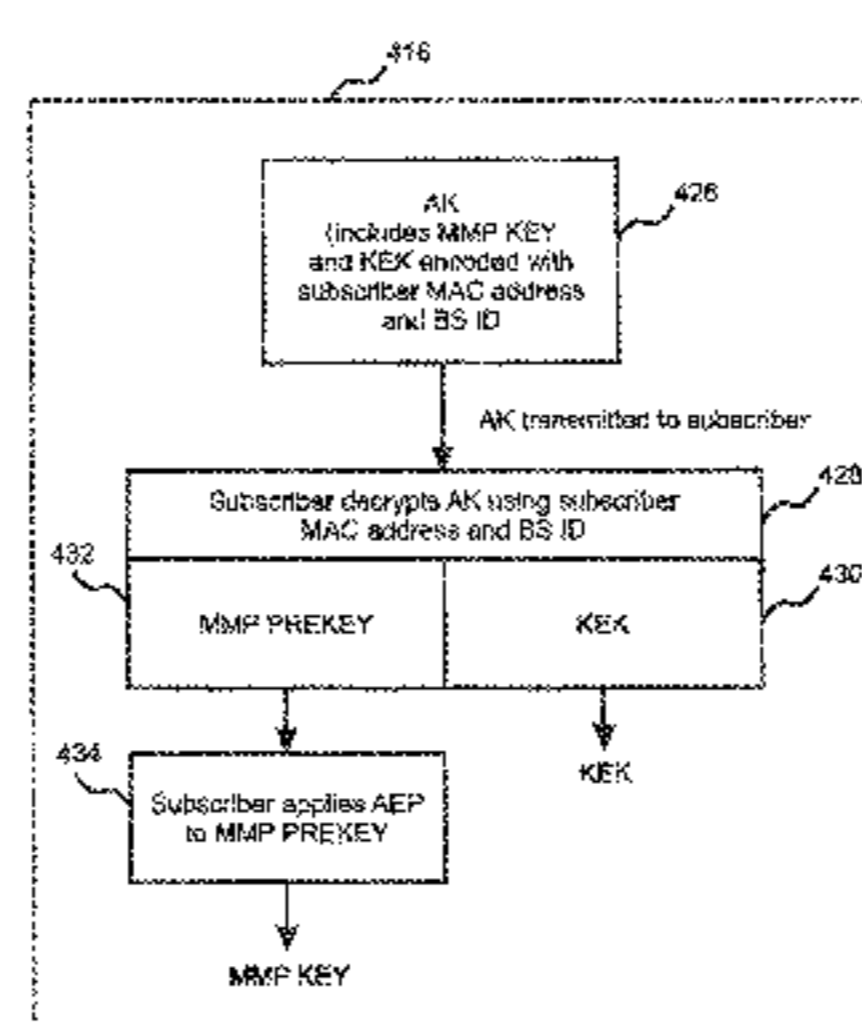 416
AK
(includes MMP KEY
and KEK encoded with
subscriber MAC address
and BS ID
426
AK transmitted to subscriber
Subscriber decrypts AK using subscriber
MAC address and BS ID
428
432
MMP PREKEY
KEK
430
KEK
434
Subscriber applies AEP
to MMP PREKEY
MMP KEY